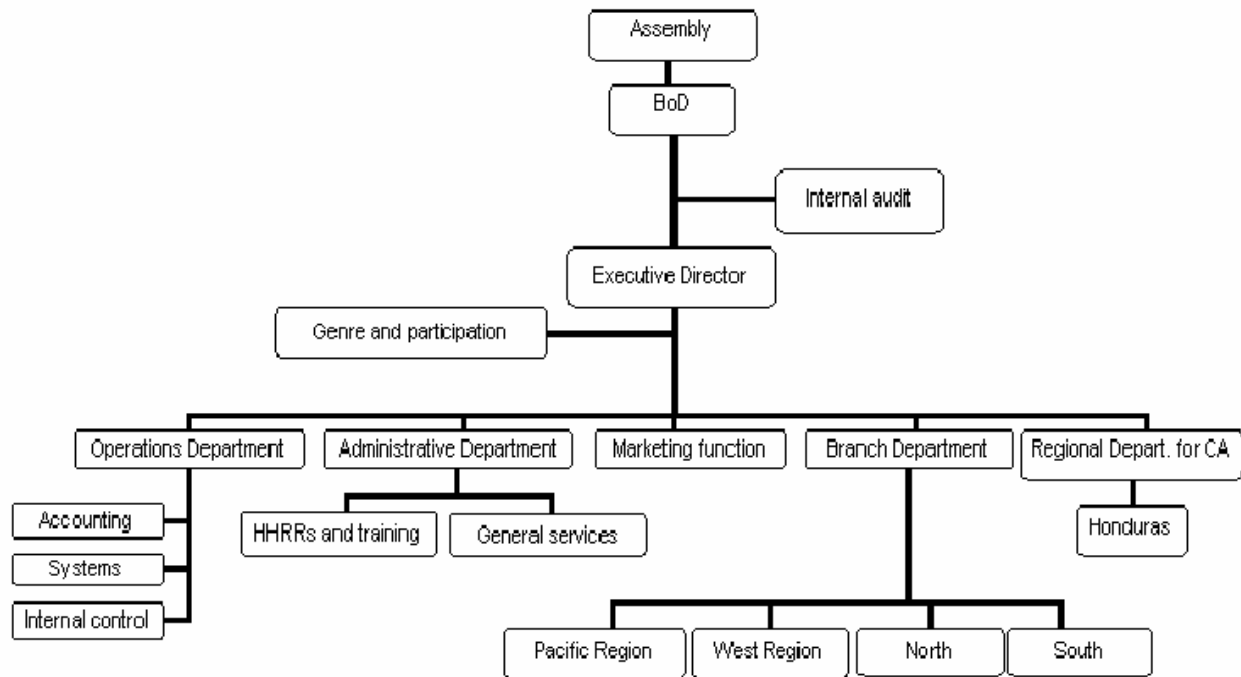 Assembly
BoD
Internal audit
Executive Director
Genre and participation
Operations Department
Administrative Department
Marketing function
Branch Department
Regional Depart. for CA
Accounting
HHRRs and training
General services
Honduras
Systems
Internal control
Pacific Region
West Region
North
South